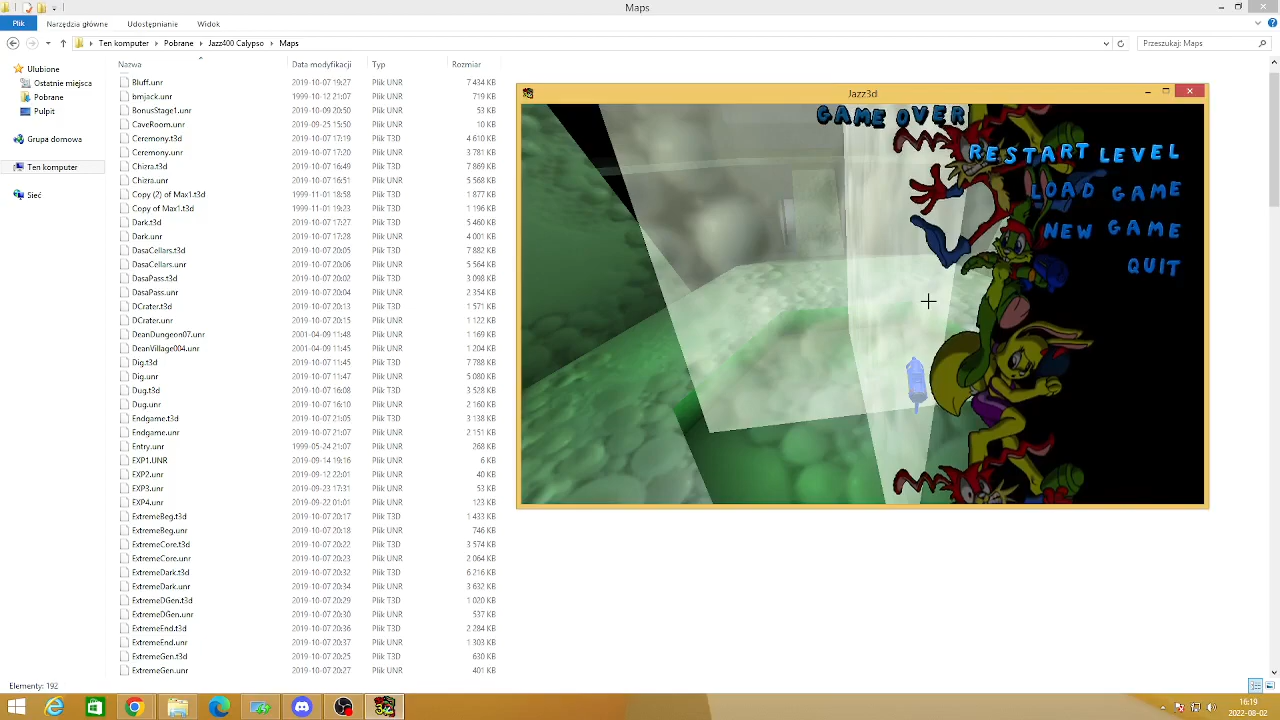 Maps
Plik Narzędzia główne Udostępnianie Widok
Ten komputer Pobrane Jazz400 Calypso Maps
Przeszukaj: Maps
Ulubione
Ostatnie miejsca
Pobrane
Pulpit
Grupa domowa
Ten komputer
Sieć
Nazwa Data modyfikacji Typ Rozmiar
Bluff.unr 2019-10-07 19:27 Plik UNR 7 434 KB
bmjack.unr 1999-10-12 21:07 Plik UNR 719 KB
BonusStage1.unr 2019-10-09 20:50 Plik UNR 53 KB
CaveRoom.unr 2019-09-25 15:50 Plik UNR 10 KB
Ceremony.t3d 2019-10-07 17:19 Plik T3D 4 610 KB
Ceremony.unr 2019-10-07 17:20 Plik UNR 3 781 KB
Chizra.t3d 2019-10-07 16:49 Plik T3D 7 869 KB
Chizra.unr 2019-10-07 16:51 Plik UNR 5 568 KB
Copy (2) of Max1.t3d 1999-11-01 18:58 Plik T3D 1 877 KB
Copy of Max1.t3d 1999-11-01 19:23 Plik T3D 1 196 KB
Dark.t3d 2019-10-07 17:27 Plik T3D 5 460 KB
Dark.unr 2019-10-07 17:28 Plik UNR 4 001 KB
DasaCellars.t3d 2019-10-07 20:05 Plik T3D 7 882 KB
DasaCellars.unr 2019-10-07 20:06 Plik UNR 5 564 KB
DasaPass.t3d 2019-10-07 20:02 Plik T3D 3 098 KB
DasaPass.unr 2019-10-07 20:04 Plik UNR 2 354 KB
DCrater.t3d 2019-10-07 20:13 Plik T3D 1 571 KB
DCrater.unr 2019-10-07 20:15 Plik UNR 1 122 KB
DeanDungeon07.unr 2001-04-09 11:48 Plik UNR 1 169 KB
DeanVillage004.unr 2001-04-09 11:45 Plik UNR 1 348 KB
Dig.t3d 2019-10-07 11:45 Plik T3D 7 788 KB
Dig.unr 2019-10-07 11:47 Plik UNR 5 080 KB
Dug.t3d 2019-10-07 16:08 Plik T3D 3 528 KB
Dug.unr 2019-10-07 16:10 Plik UNR 2 160 KB
Endgame.t3d 2019-10-07 21:05 Plik T3D 3 138 KB
Endgame.unr 2019-10-07 21:07 Plik UNR 2 151 KB
Entry.unr 1999-05-24 21:07 Plik UNR 268 KB
EXP1.UNR 2019-09-14 19:16 Plik UNR 6 KB
EXP2.unr 2019-09-12 22:01 Plik UNR 40 KB
EXP3.unr 2019-09-23 17:31 Plik UNR 53 KB
EXP4.unr 2019-09-22 01:01 Plik UNR 123 KB
ExtremeBeg.t3d 2019-10-07 20:17 Plik T3D 1 433 KB
ExtremeBeg.unr 2019-10-07 20:18 Plik UNR 746 KB
ExtremeCore.t3d 2019-10-07 20:22 Plik T3D 3 574 KB
ExtremeCore.unr 2019-10-07 20:23 Plik UNR 2 064 KB
ExtremeDark.t3d 2019-10-07 20:32 Plik T3D 6 216 KB
ExtremeDark.unr 2019-10-07 20:34 Plik UNR 3 632 KB
ExtremeDGen.t3d 2019-10-07 20:29 Plik T3D 1 020 KB
ExtremeDGen.unr 2019-10-07 20:30 Plik UNR 537 KB
ExtremeEnd.t3d 2019-10-07 20:36 Plik T3D 2 284 KB
ExtremeEnd.unr 2019-10-07 20:37 Plik UNR 1 303 KB
ExtremeGen.t3d 2019-10-07 20:25 Plik T3D 630 KB
ExtremeGen.unr 2019-10-07 20:27 Plik UNR 401 KB
Jazz3d
GAME OVER
RESTART LEVEL
LOAD GAME
NEW GAME
QUIT
Elementy: 192
16:19
2022-08-02